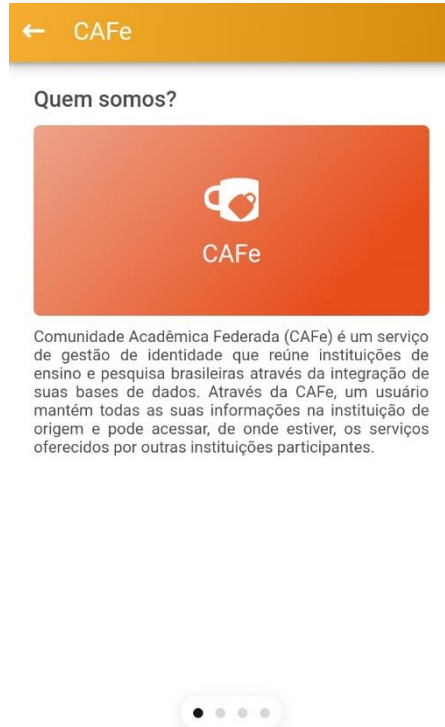 CAFe
Quem somos?
CAFe
Comunidade Acadêmica Federada (CAFe) é um serviço
de gestão de identidade que reúne instituições de
ensino e pesquisa brasileiras através da integração de
suas bases de dados. Através da CAFe, um usuário
mantém todas as suas informações na instituição de
origem e pode acessar, de onde estiver, os serviços
oferecidos por outras instituições participantes.